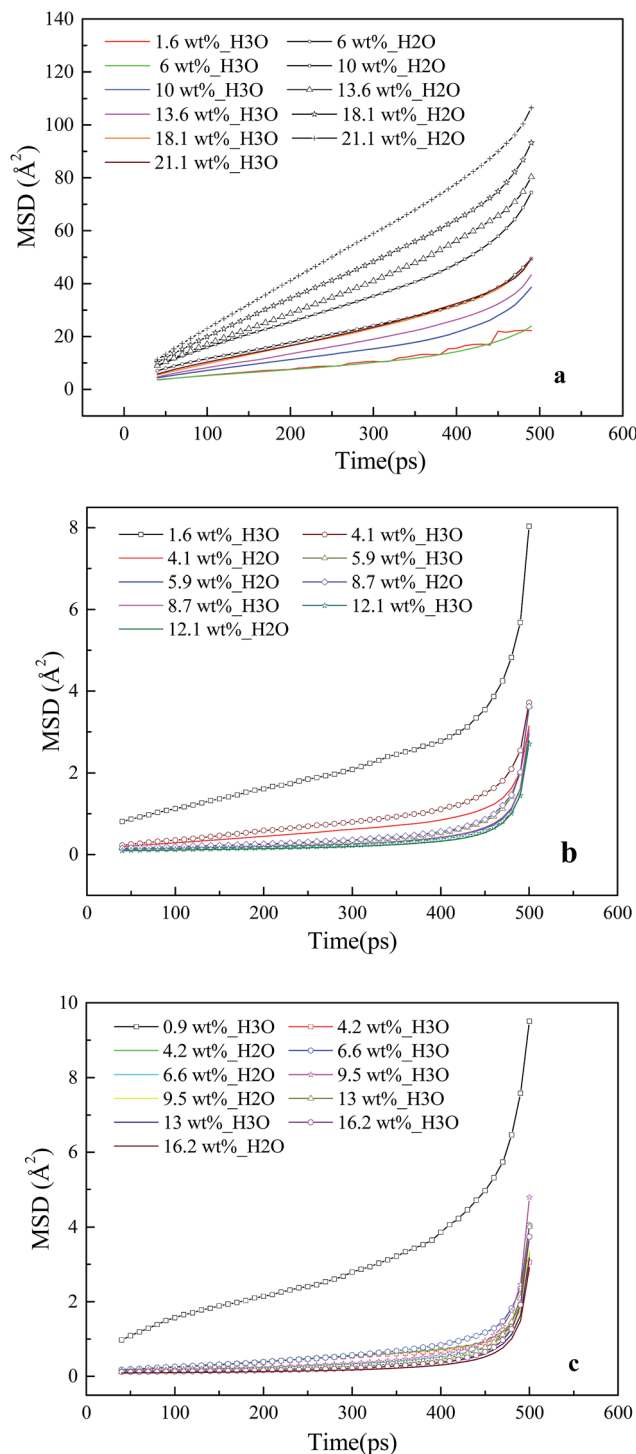 140
120
100
80
60
40
20
0
MSD (Å²)
1.6 wt%_H3O
6 wt%_H2O
6 wt%_H3O
10 wt%_H2O
10 wt%_H3O
13.6 wt%_H2O
13.6 wt%_H3O
18.1 wt%_H2O
18.1 wt%_H3O
21.1 wt%_H2O
21.1 wt%_H3O
a
0 100 200 300 400 500 600
Time(ps)
8
6
4
2
0
MSD (Å²)
1.6 wt%_H3O
4.1 wt%_H3O
4.1 wt%_H2O
5.9 wt%_H3O
5.9 wt%_H2O
8.7 wt%_H2O
8.7 wt%_H3O
12.1 wt%_H3O
12.1 wt%_H2O
b
0 100 200 300 400 500 600
Time(ps)
10
8
6
4
2
0
MSD (Å²)
0.9 wt%_H3O
4.2 wt%_H3O
4.2 wt%_H2O
6.6 wt%_H3O
6.6 wt%_H2O
9.5 wt%_H3O
9.5 wt%_H2O
13 wt%_H3O
13 wt%_H3O
16.2 wt%_H3O
16.2 wt%_H2O
c
0 100 200 300 400 500 600
Time(ps)